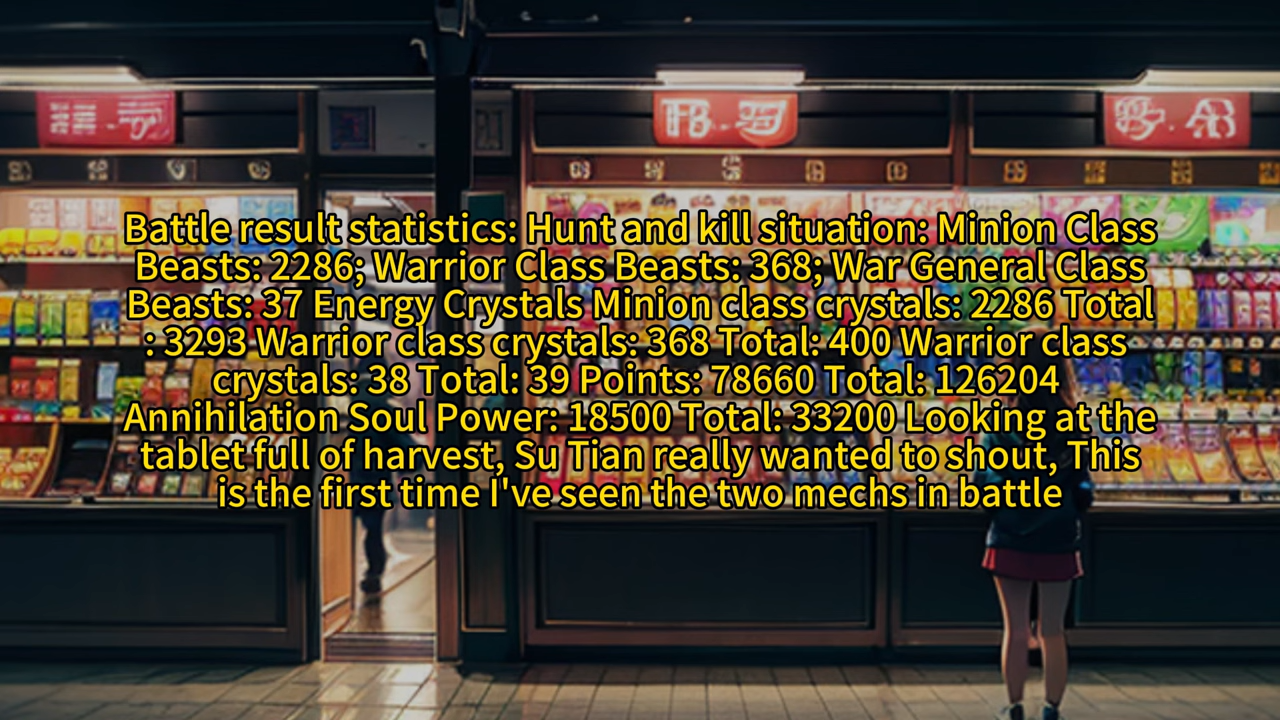 Battle result statistics: Hunt and kill situation: Minion Class
Beasts: 2286; Warrior Class Beasts: 368; War General Class
Beasts: 37 Energy Crystals Minion class crystals: 2286 Total
: 3293 Warrior class crystals: 368 Total: 400 Warrior class
crystals: 38 Total: 39 Points: 78660 Total: 126204
Annihilation Soul Power: 18500 Total: 33200 Looking at the
tablet full of harvest, Su Tian really wanted to shout, This
is the first time I've seen the two mechs in battle